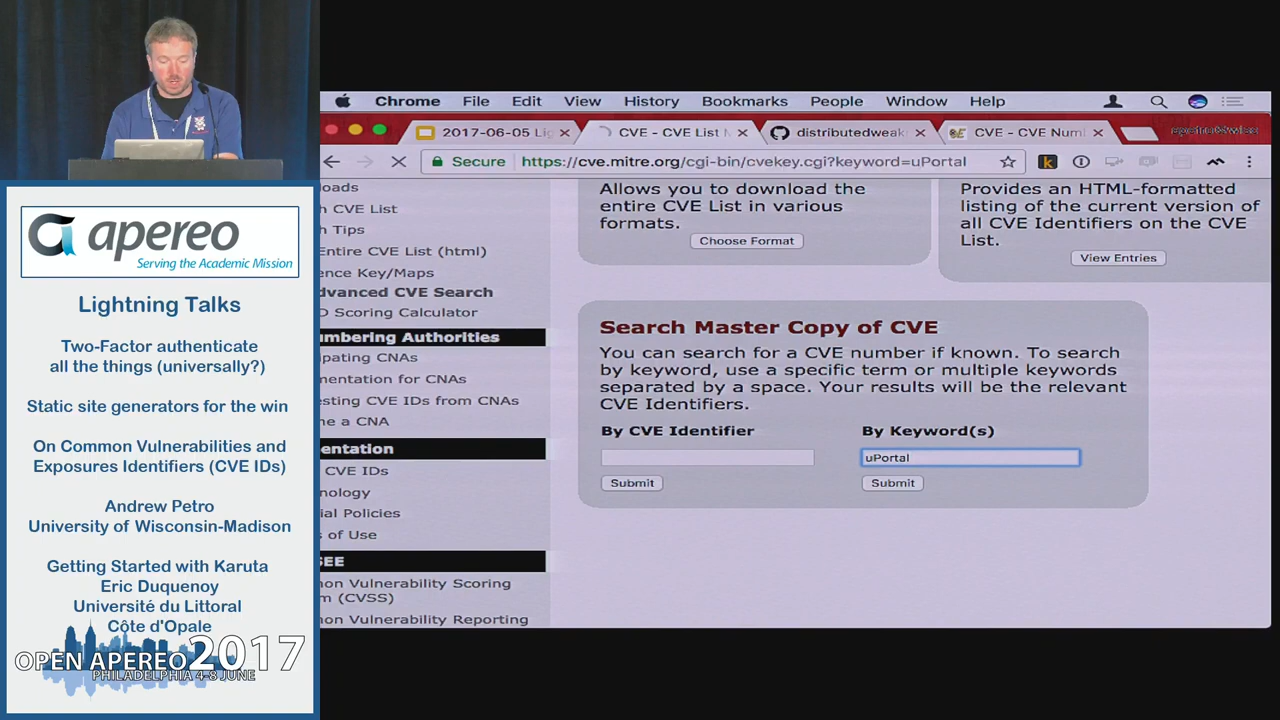 Chrome File Edit View History Bookmarks People Window Help
2017-06-05 Li
CVE - CVE List
distributedweak
CVE - CVE Num
Secure https://cve.mitre.org/cgi-bin/cvekey.cgi?keyword=uPortal
oads
CVE List
Tips
Entire CVE List (html)
ence Key/Maps
dvanced CVE Search
D Scoring Calculator
umbering Authorities
ipating CNAs
mentation for CNAs
esting CVE IDs from CNAs
e a CNA
entation
CVE IDs
nology
ial Policies
of Use
SEE
on Vulnerability Scoring
m (CVSS)
on Vulnerability Reporting
Allows you to download the
entire CVE List in various
formats.
Choose Format
Provides an HTML-formatted
listing of the current version of
all CVE Identifiers on the CVE
List.
View Entries
Search Master Copy of CVE
You can search for a CVE number if known. To search
by keyword, use a specific term or multiple keywords
separated by a space. Your results will be the relevant
CVE Identifiers.
By CVE Identifier
Submit
By Keyword(s)
uPortal
Submit
apereo
Serving the Academic Mission
Lightning Talks
Two-Factor authenticate
all the things (universally?)
Static site generators for the win
On Common Vulnerabilities and
Exposures Identifiers (CVE IDs)
Andrew Petro
University of Wisconsin-Madison
Getting Started with Karuta
Eric Duquenoy
Université du Littoral
Côte d'Opale
OPEN APEREO 2017
PHILADELPHIA 4-8 JUNE